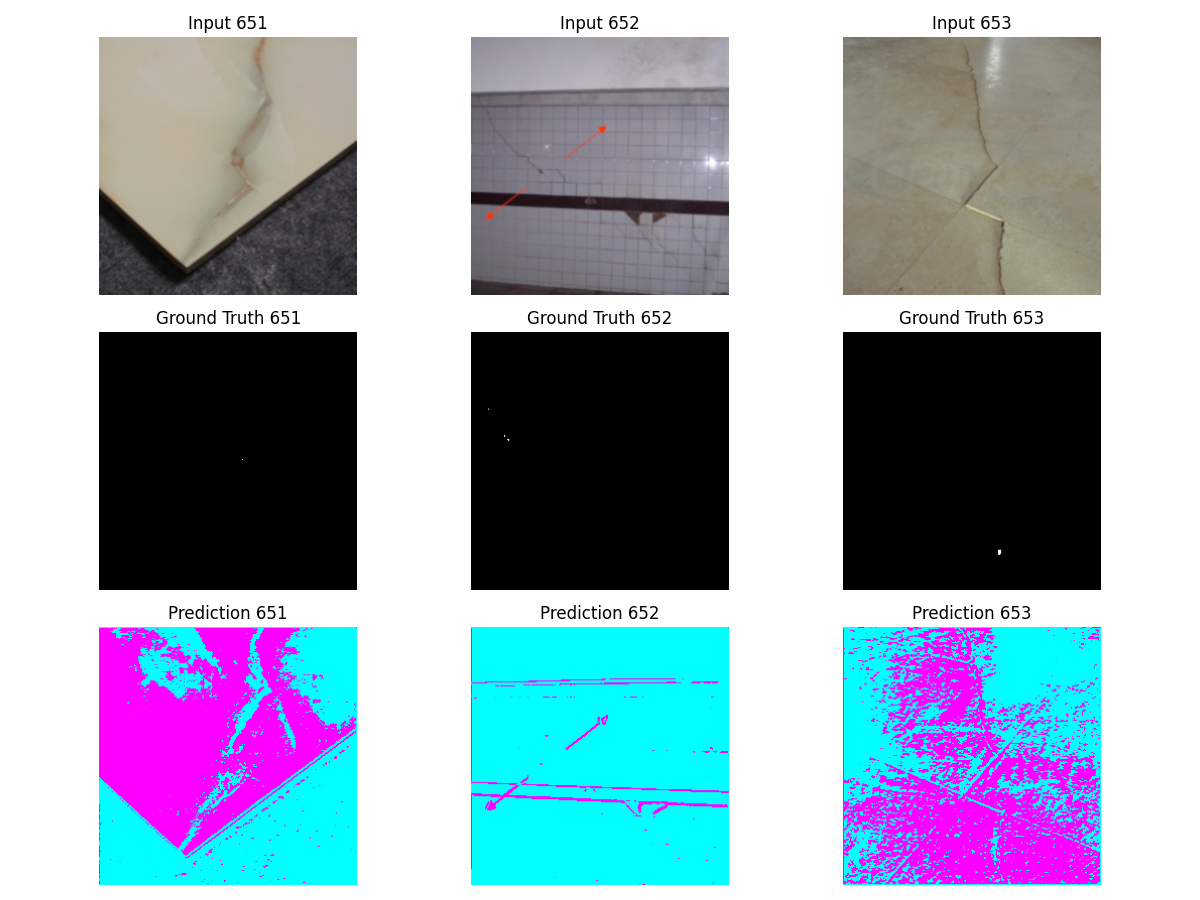 Input 651
Input 652
Input 653
Ground Truth 651
Ground Truth 652
Ground Truth 653
Prediction 651
Prediction 652
Prediction 653